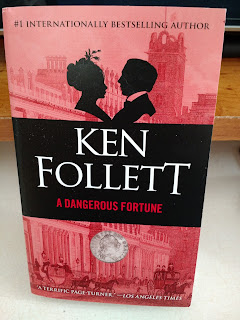 #1 INTERNATIONALLY BESTSELLING AUTHOR
KEN
FOLLETT
A DANGEROUS FORTUNE
"A TERRIFIC PAGE TURNER." —LOS ANGELES TIMES